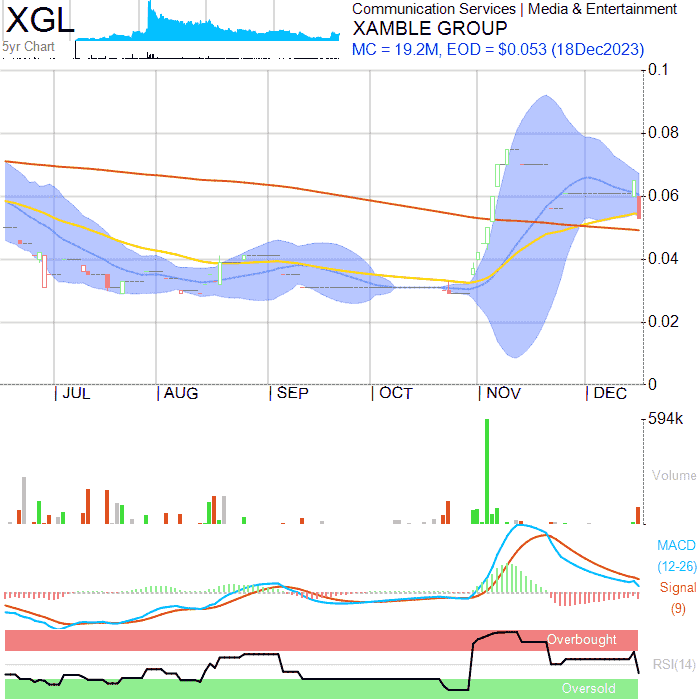 XGL
5yr Chart
Communication Services | Media & Entertainment
XAMBLE GROUP
MC = 19.2M, EOD = $0.053 (18Dec2023)
0.1
0.08
0.06
0.04
0.02
0
JUL
AUG
SEP
OCT
NOV
DEC
594k
Volume
MACD
(12-26)
Signal
(9)
Overbought
RSI(14)
Oversold